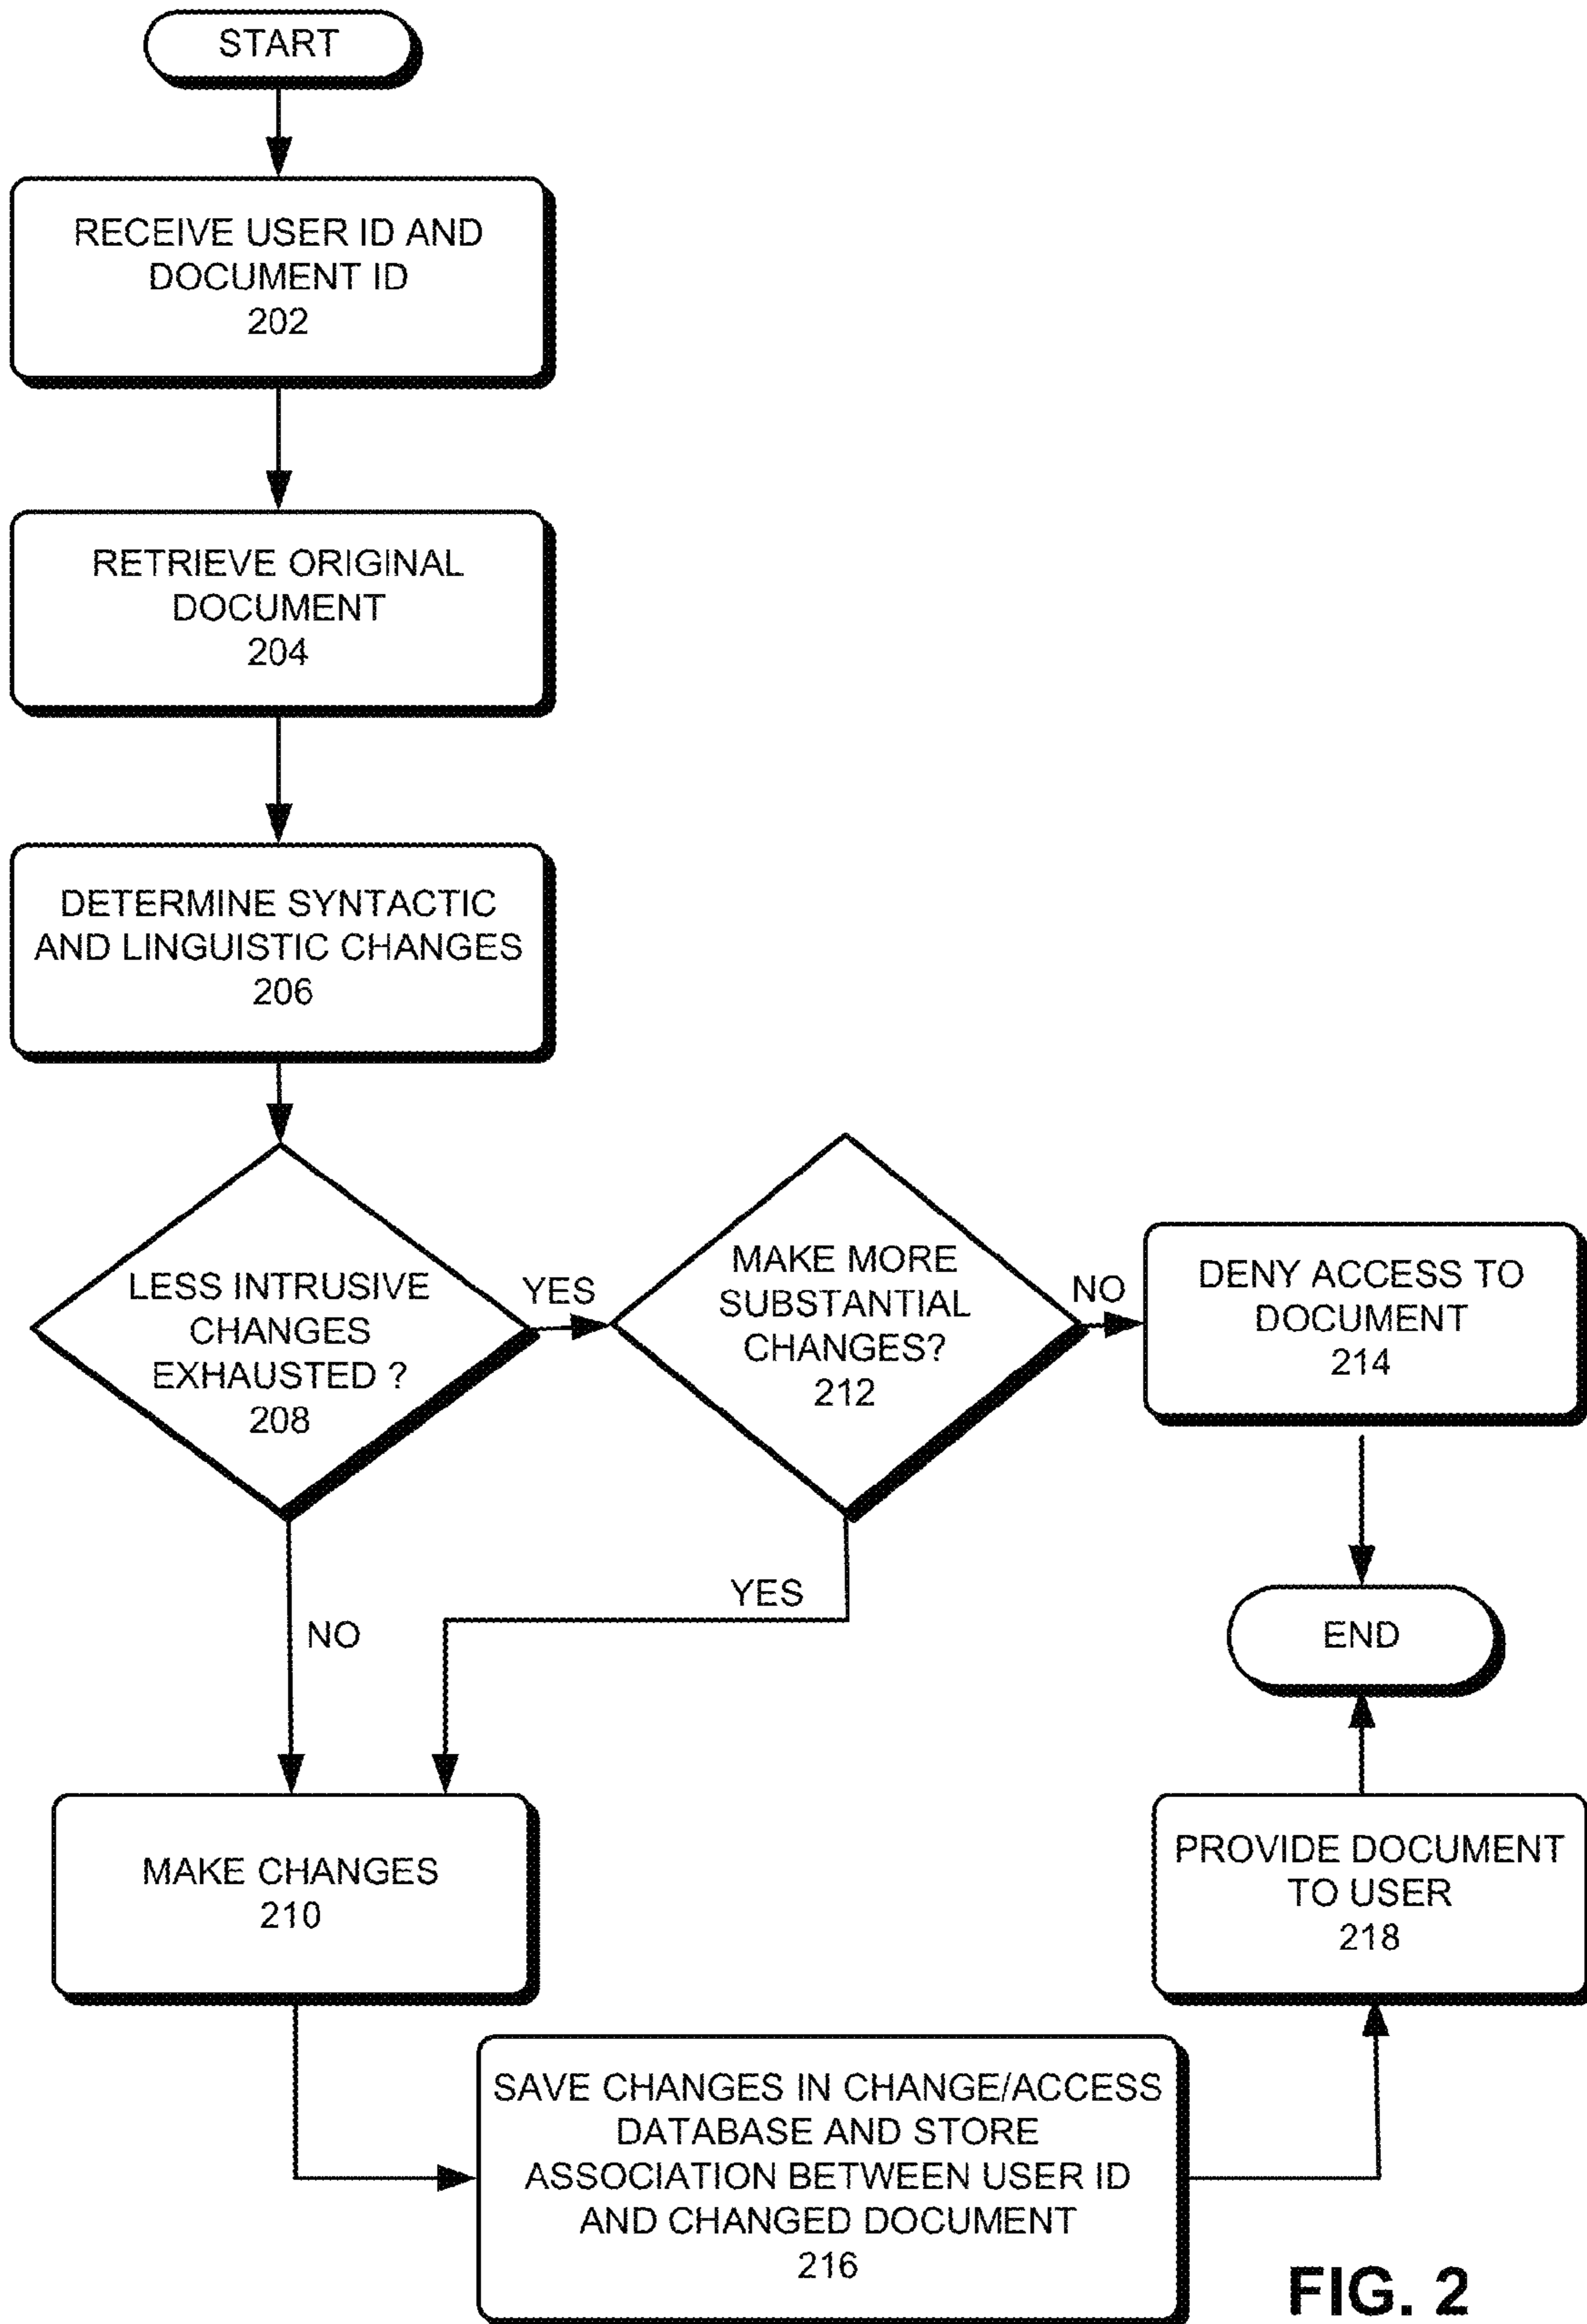 START
RECEIVE USER ID AND
DOCUMENT ID
202
RETRIEVE ORIGINAL
DOCUMENT
204
DETERMINE SYNTACTIC
AND LINGUISTIC CHANGES
206
LESS INTRUSIVE
CHANGES
EXHAUSTED ?
208
YES
MAKE MORE
SUBSTANTIAL
CHANGES?
212
NO
DENY ACCESS TO
DOCUMENT
214
YES
NO
END
MAKE CHANGES
210
PROVIDE DOCUMENT
TO USER
218
SAVE CHANGES IN CHANGE/ACCESS
DATABASE AND STORE
ASSOCIATION BETWEEN USER ID
AND CHANGED DOCUMENT
216
FIG. 2